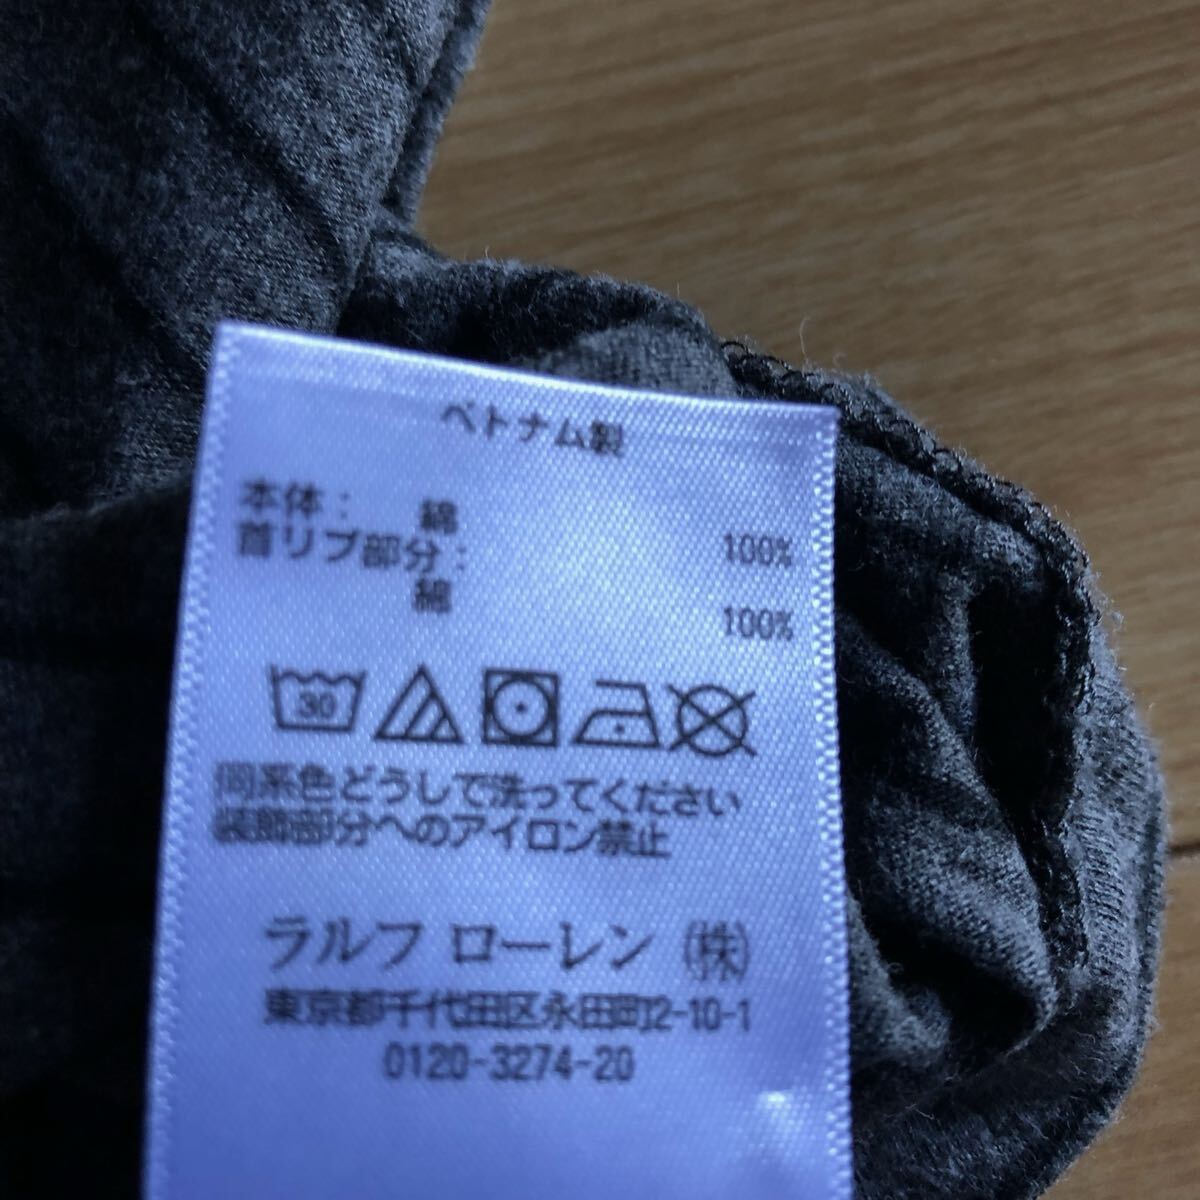 ベトナム製
本体: 綿 100%
首リブ部分:
綿 100%
30
同系色どうしで洗ってください
装飾部分へのアイロン禁止
ラルフ ローレン (株)
東京都千代田区永田町2-10-1
0120-3274-20